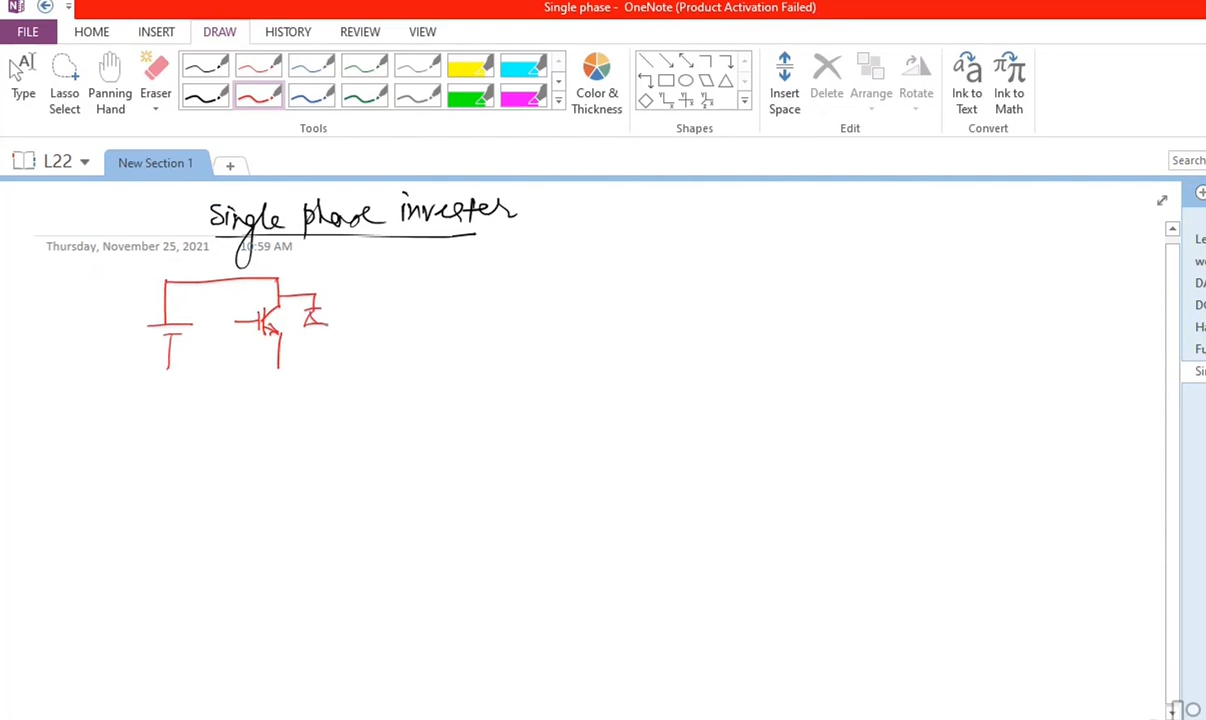 Single phase - OneNote (Product Activation Failed)
FILE HOME INSERT DRAW HISTORY REVIEW VIEW
Type Lasso Select Panning Hand Eraser Color & Thickness Insert Space Delete Arrange Rotate Ink to Text Ink to Math
Tools Shapes Edit Convert
L22 New Section 1 Search
Single phase inverter
Thursday, November 25, 2021 10:59 AM